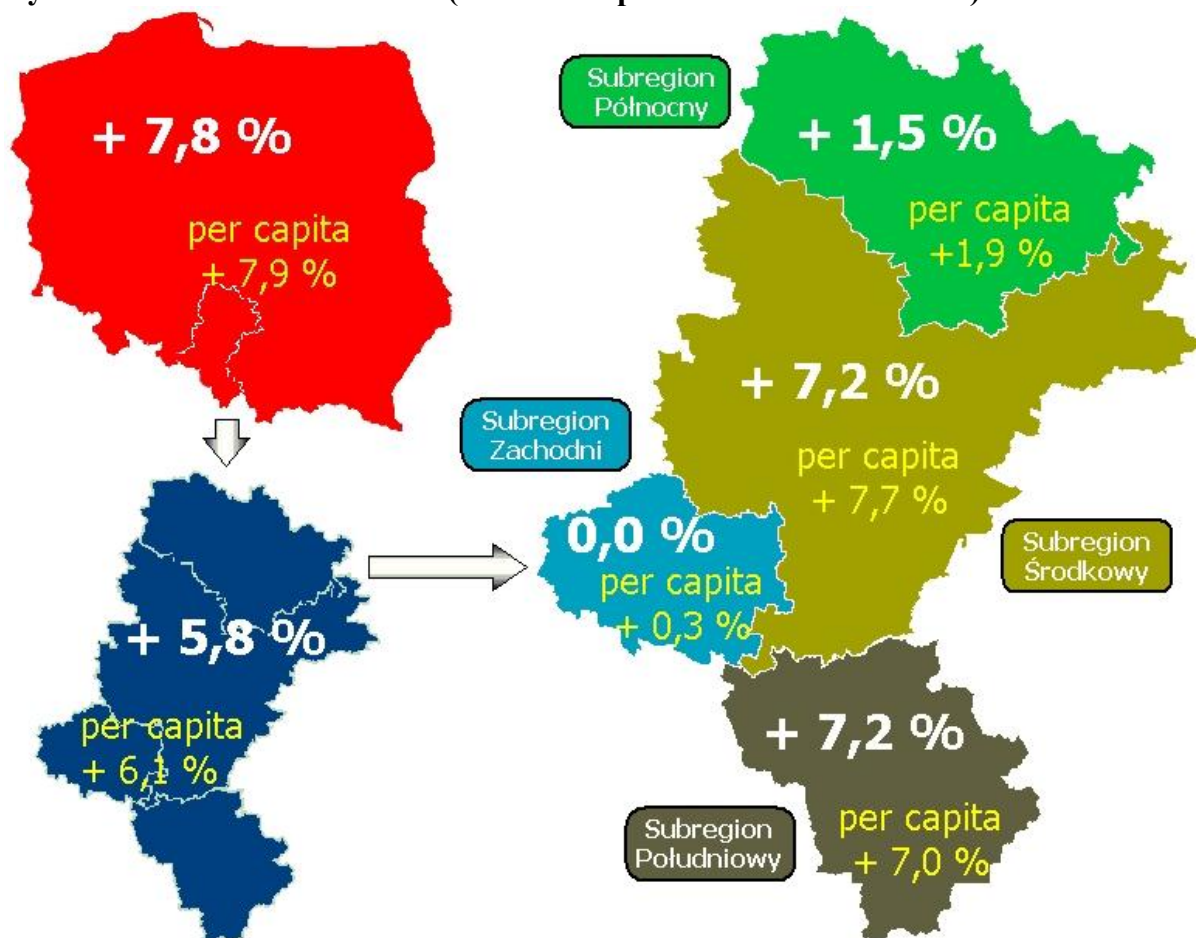 + 7,8 %
per capita
+ 7,9 %
+ 5,8 %
per capita
+ 6,1 %
Subregion
Północny
+ 1,5 %
per capita
+1,9 %
+ 7,2 %
per capita
+ 7,7 %
Subregion
Środkowy
Subregion
Zachodni
0,0 %
per capita
+ 0,3 %
+ 7,2 %
per capita
+ 7,0 %
Subregion
Południowy